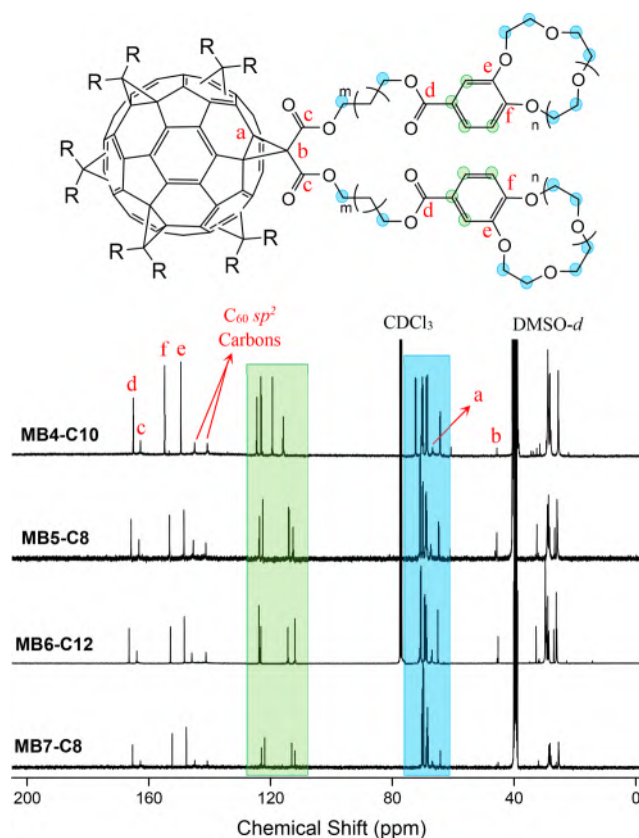 R R
R
R
R
R
R
R
R R
a
b
c
c
O
O
O
O
m
m
d
d
O
O
O
O
e
f
f
e
n
n
O
O
O
O
O
O
O
O
O
O
C₆₀ sp²
Carbons
CDCl₃
DMSO-d
d
c
f
e
a
b
MB4-C10
MB5-C8
MB6-C12
MB7-C8
200 160 120 80 40 0
Chemical Shift (ppm)